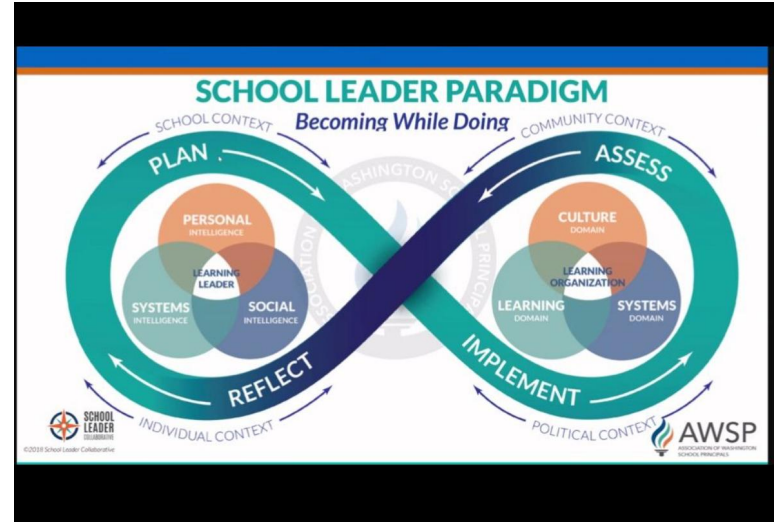 SCHOOL LEADER PARADIGM
Becoming While Doing
SCHOOL CONTEXT
COMMUNITY CONTEXT
PLAN
ASSESS
PERSONAL
INTELLIGENCE
LEARNING
LEADER
SYSTEMS
INTELLIGENCE
SOCIAL
INTELLIGENCE
CULTURE
DOMAIN
LEARNING
ORGANIZATION
LEARNING
DOMAIN
SYSTEMS
DOMAIN
REFLECT
IMPLEMENT
INDIVIDUAL CONTEXT
POLITICAL CONTEXT
SCHOOL
LEADER
COLLABORATIVE
©2018 School Leader Collaborative
AWSP
ASSOCIATION OF WASHINGTON
SCHOOL PRINCIPALS